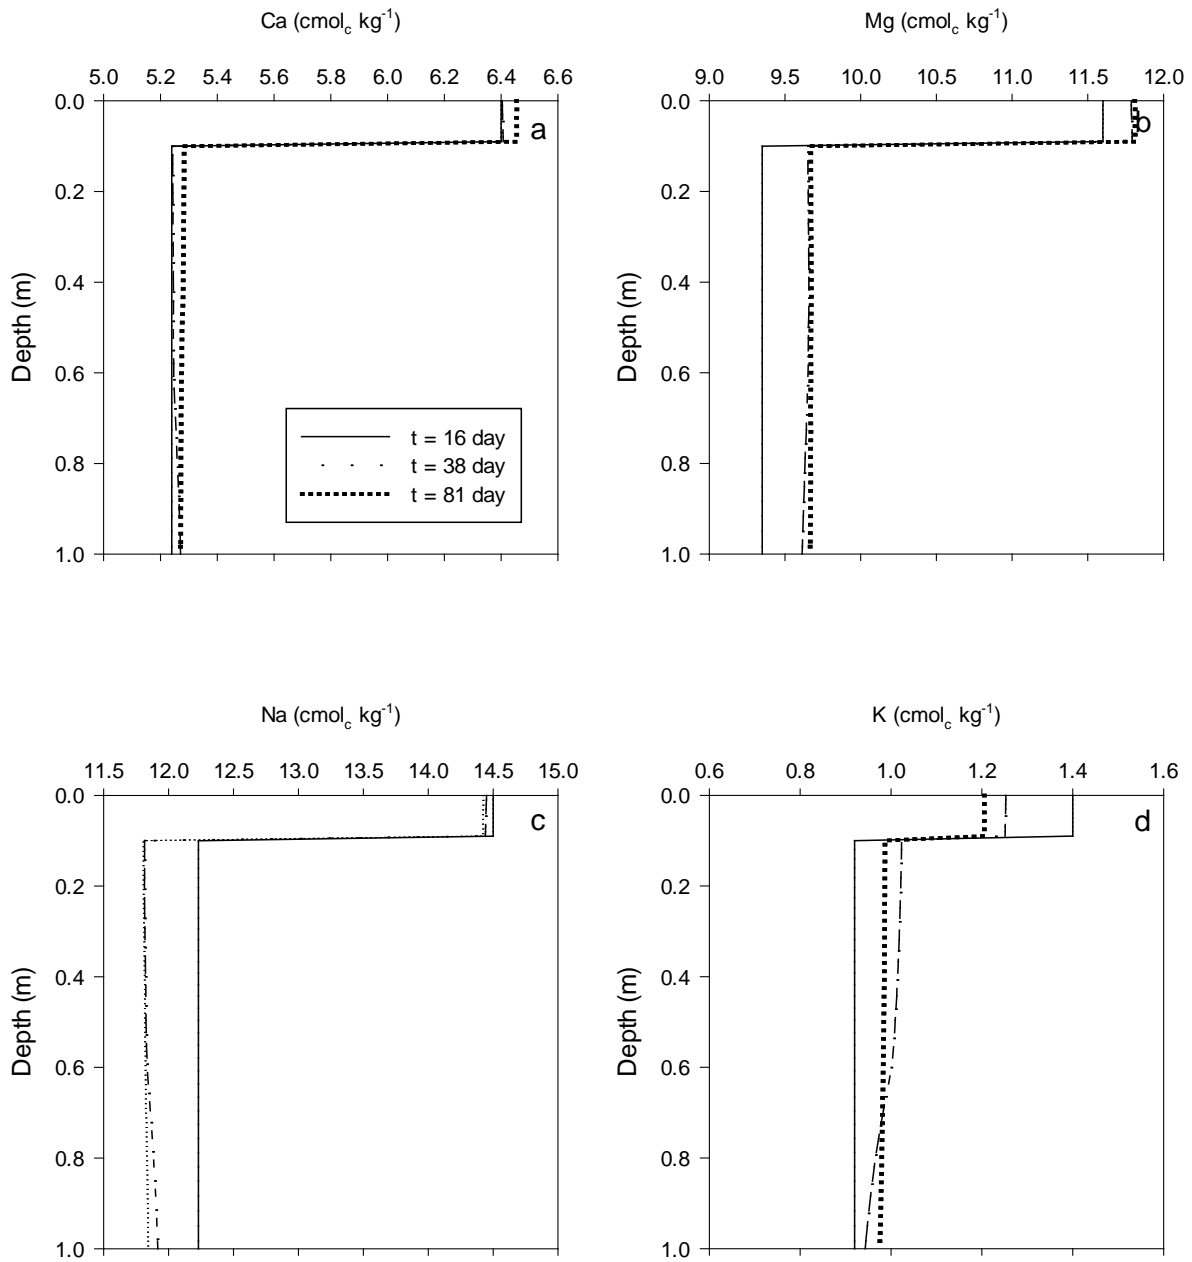 Ca (cmolc kg-1)
5.0 5.2 5.4 5.6 5.8 6.0 6.2 6.4 6.6
Depth (m)
0.0
0.2
0.4
0.6
0.8
1.0
a
t = 16 day
t = 38 day
t = 81 day
Mg (cmolc kg-1)
9.0 9.5 10.0 10.5 11.0 11.5 12.0
Depth (m)
0.0
0.2
0.4
0.6
0.8
1.0
b
Na (cmolc kg-1)
11.5 12.0 12.5 13.0 13.5 14.0 14.5 15.0
Depth (m)
0.0
0.2
0.4
0.6
0.8
1.0
c
K (cmolc kg-1)
0.6 0.8 1.0 1.2 1.4 1.6
Depth (m)
0.0
0.2
0.4
0.6
0.8
1.0
d